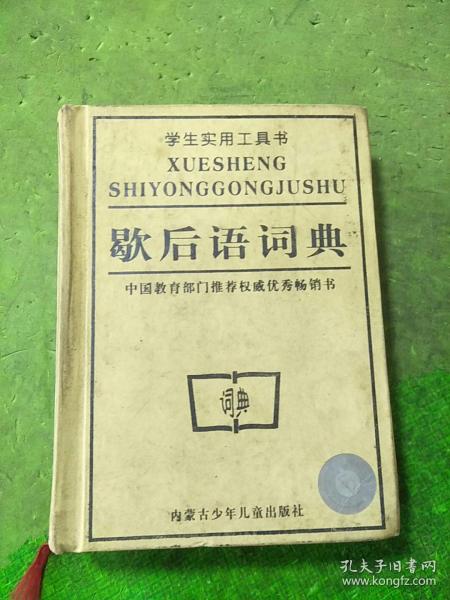 学生实用工具书
XUESHENG
SHIYONGGONGJUSHU
歇后语词典
中国教育部门推荐权威优秀畅销书
词典
内蒙古少年儿童出版社
孔夫子旧书网
www.kongfz.com